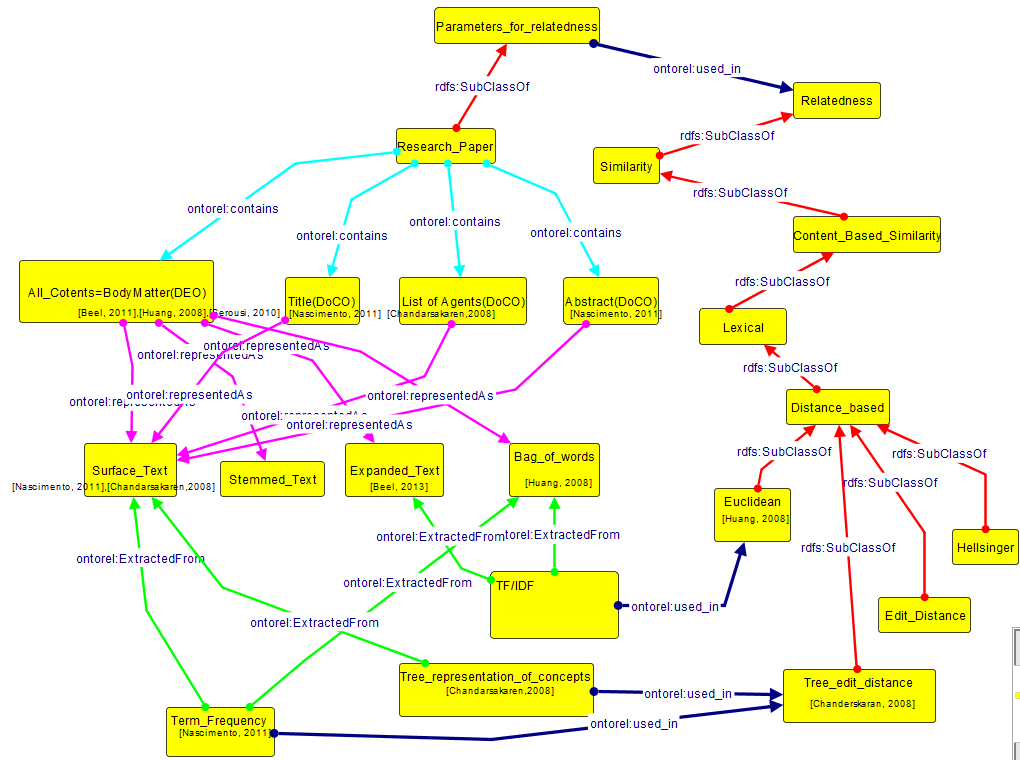 Parameters_for_relatedness
ontorel:used_in
rdfs:SubClassOf
Relatedness
rdfs:SubClassOf
Research_Paper
Similarity
rdfs:SubClassOf
ontorel:contains
ontorel:contains
ontorel:contains
ontorel:contains
Content_Based_Similarity
rdfs:SubClassOf
All_Cotents=BodyMatter(DEO)
[Beel, 2011],[Huang, 2008],[Serousi, 2010]
Title(DoCO)
[Nascimento, 2011]
List of Agents(DoCO)
[Chandarsakaren,2008]
Abstract(DoCO)
[Nascimento, 2011]
Lexical
ontorel:representedAs
ontorel:representedAs
rdfs:SubClassOf
ontorel:representedAs
ontorel:representedAs
ontorel:representedAs
ontorel:representedAs
ontorel:representedAs
Distance_based
Surface_Text
[Nascimento, 2011],[Chandarsakaren,2008]
Stemmed_Text
Expanded_Text
[Beel, 2013]
Bag_of_words
[Huang, 2008]
rdfs:SubClassOf
rdfs:SubClassOf
rdfs:SubClassOf
Euclidean
[Huang, 2008]
ontorel:ExtractedFrom
ontorel:ExtractedFrom
ontorel:ExtractedFrom
rdfs:SubClassOf
Hellsinger
ontorel:ExtractedFrom
TF/IDF
ontorel:used_in
Edit_Distance
ontorel:ExtractedFrom
Tree_representation_of_concepts
[Chandarsakaren,2008]
ontorel:used_in
Tree_edit_distance
[Chanderskaran, 2008]
Term_Frequency
[Nascimento, 2011]
ontorel:used_in